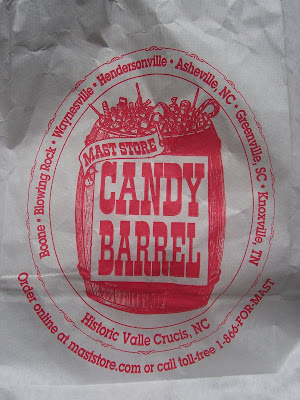 Boone • Blowing Rock • Waynesville • Hendersonville • Asheville, NC • Greenville, SC • Knoxville, TN
MAST STORE
CANDY
BARREL
Historic Valle Crucis, NC
Order online at maststore.com or call toll-free 1-866-FOR-MAST